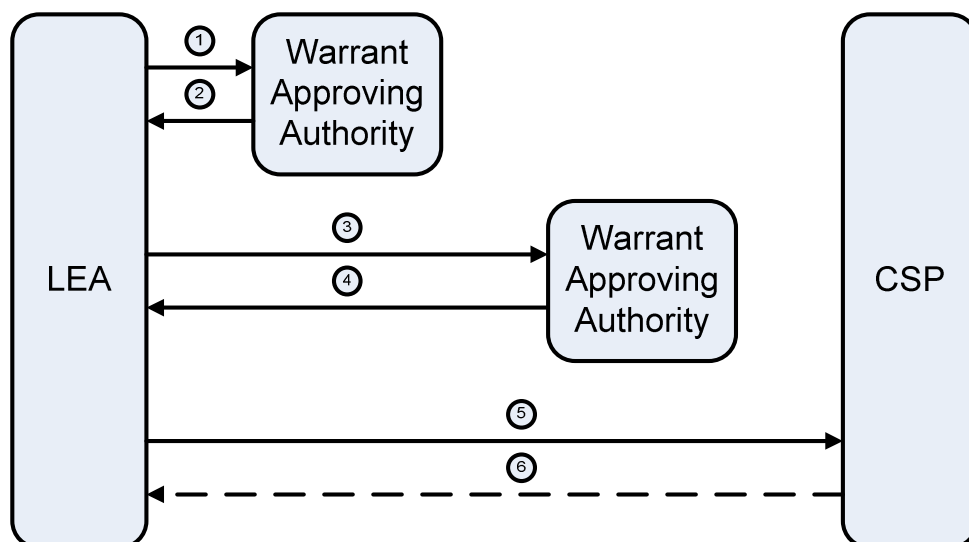 1
Warrant
Approving
Authority
2
3
Warrant
Approving
Authority
4
LEA
CSP
5
6